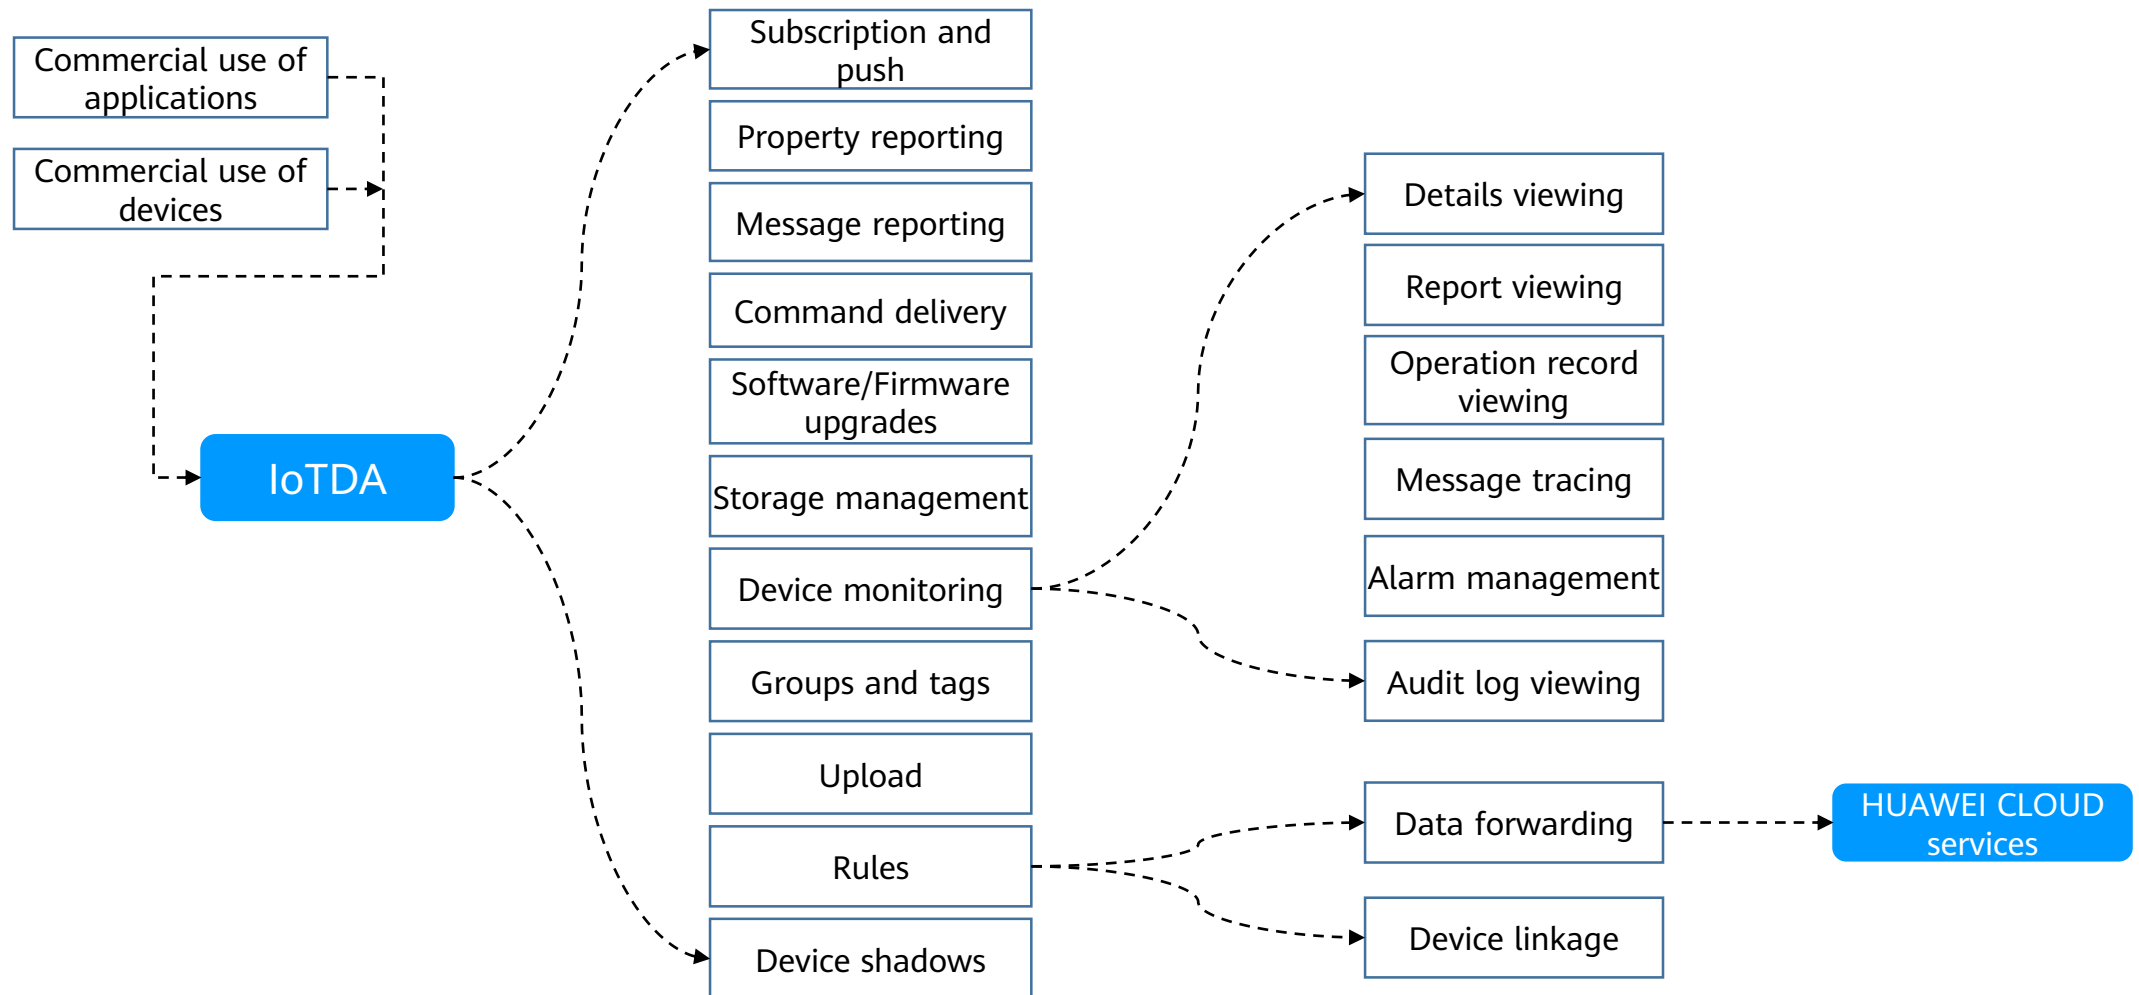 Commercial use of
applications
Commercial use of
devices
IoTDA
Subscription and
push
Property reporting
Message reporting
Command delivery
Software/Firmware
upgrades
Storage management
Device monitoring
Groups and tags
Upload
Rules
Device shadows
Details viewing
Report viewing
Operation record
viewing
Message tracing
Alarm management
Audit log viewing
Data forwarding
Device linkage
HUAWEI CLOUD
services